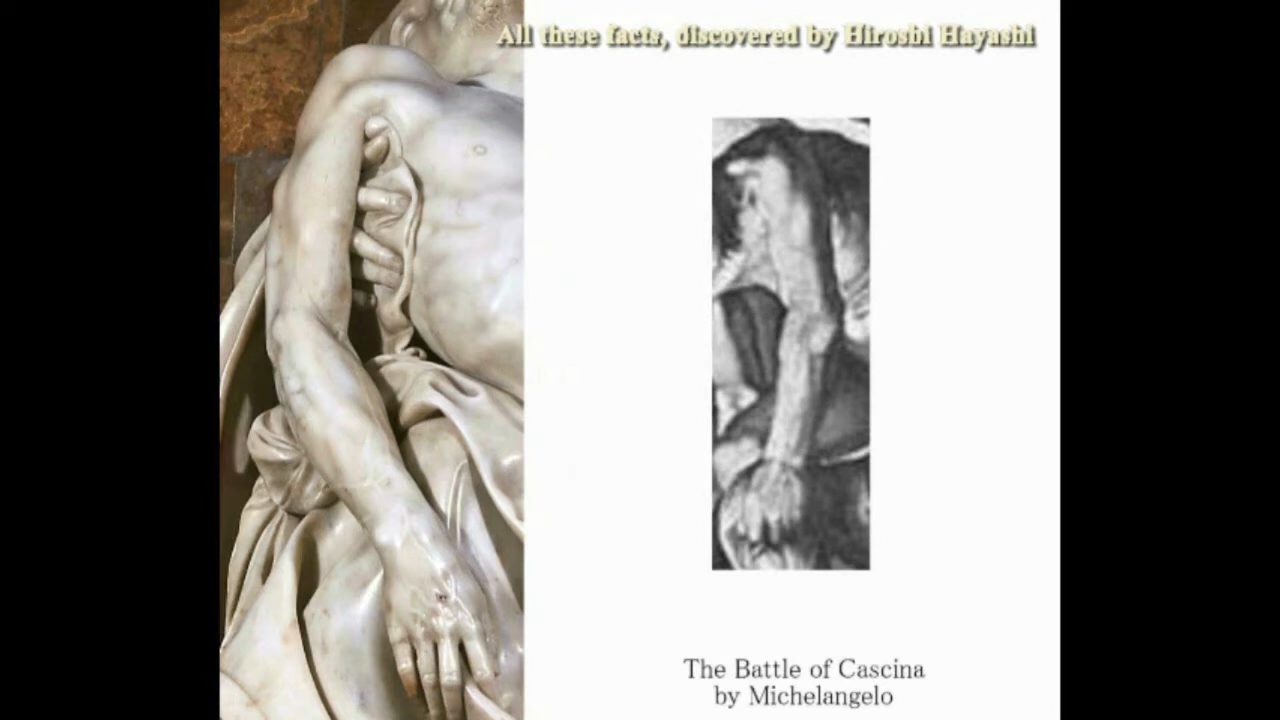 All these facts, discovered by Hiroshi Hayashi
The Battle of Cascina
by Michelangelo